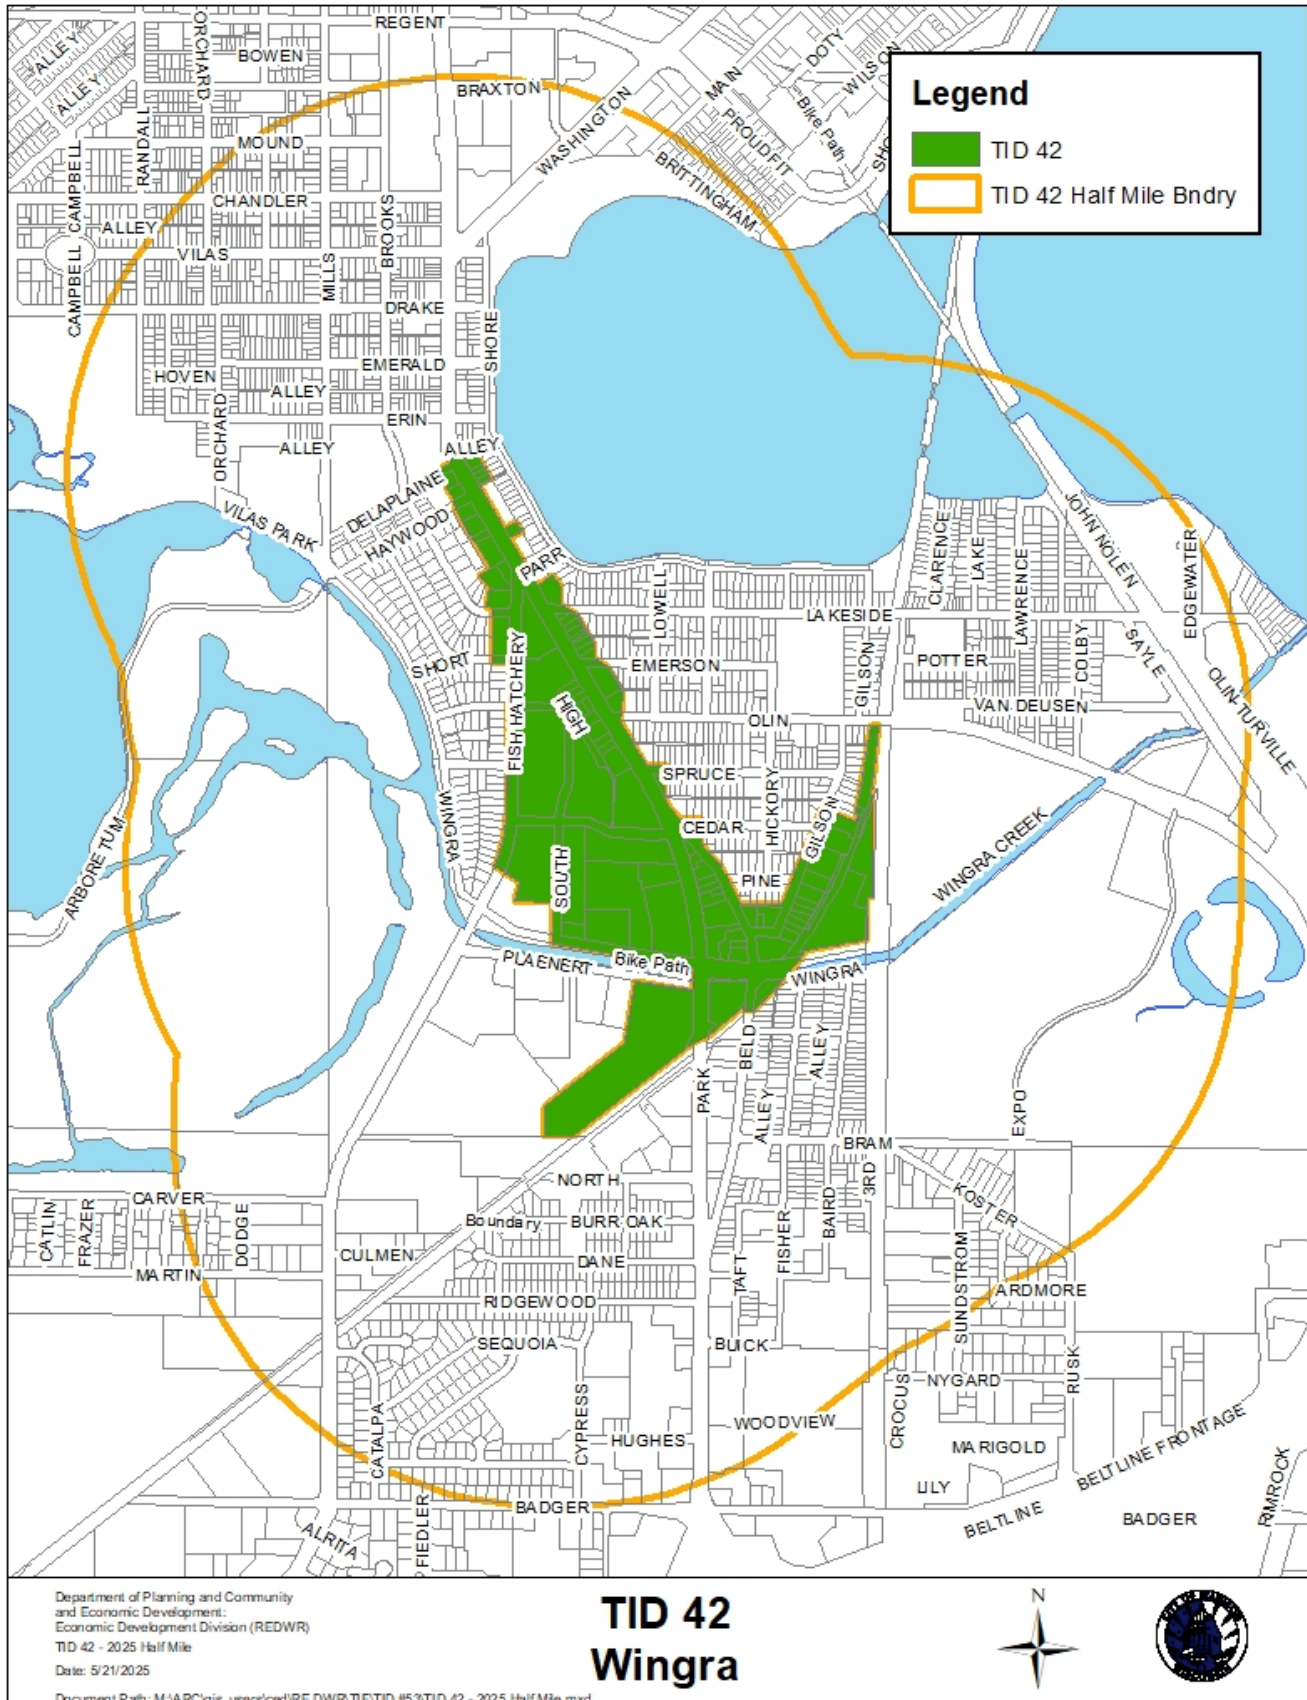 REGENT
ORCHARD
BOWEN
ALLEY
ALLEY
DOTY
WILSON
MAIN
BRAXTON
WASHINGTON
Bike Path
PROUDFIT
RANDALL
MOUND
BRITTINGHAM
CAMPBELL
CHANDLER
BROOKS
ALLEY
VILAS
MILLS
CAMPBELL
DRAKE
SHORE
EMERALD
HOVEN
ALLEY
ORCHARD
ERIN
ALLEY
ALLEY
DELAPLAINE
HAYWOOD
VILAS PARK
PARR
JOHN NOLEN
CLARENCE
LAKE
LAWRENCE
EDGEWATER
LOWELL
LAKESIDE
COLBY
SAYLE
SHORT
FISH HATCHERY
EMERSON
GILSON
POTTER
OLIN-TURVILLE
HIGH
OLIN
VAN DEUSEN
SPRUCE
HICKORY
CEDAR
GILSON
WINGRA
ARBORETUM
SOUTH
PINE
WINGRA CREEK
PLAENERT
Bike Path
WINGRA
BELD
ALLEY
PARK
ALLEY
EXPO
BRAM
NORTH
3RD
KOSTER
CARVER
CATLIN
FRAZER
DODGE
Boundary
BURR OAK
BAIRD
FISHER
CULMEN
DANE
MARTIN
TAFT
SUNDSTROM
RIDGEWOOD
ARDMORE
SEQUOIA
BUICK
NYGARD
RUSK
CROCUS
CATALPA
CYPRESS
WOODVIEW
HUGHES
MARIGOLD
BELTLINE FRONTAGE
LILY
BADGER
BELTLINE
BADGER
RIMROCK
ALRITA
FIEDLER
Legend
TID 42
TID 42 Half Mile Bndry
Department of Planning and Community
and Economic Development:
Economic Development Division (REDWR)
TID 42 - 2025 Half Mile
Date: 5/21/2025
TID 42
Wingra
N